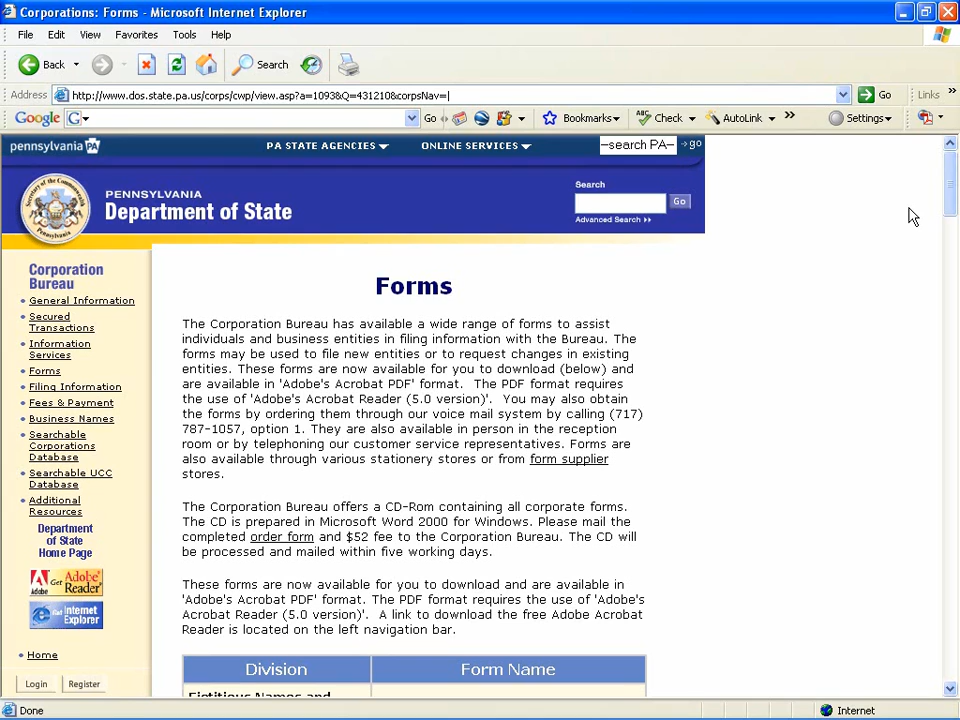 Corporations: Forms - Microsoft Internet Explorer
File Edit View Favorites Tools Help
Back Search
Address http://www.dos.state.pa.us/corps/cwp/view.asp?a=1093&Q=431210&corpsNav=| Go Links »
Google G Go Bookmarks Check AutoLink » Settings
pennsylvania PA PA STATE AGENCIES ONLINE SERVICES —search PA— go
PENNSYLVANIA
Department of State
Search
Go
Advanced Search
Corporation
Bureau
General Information
Secured
Transactions
Information
Services
Forms
Filing Information
Fees & Payment
Business Names
Searchable
Corporations
Database
Searchable UCC
Database
Additional
Resources
Department
of State
Home Page
Adobe Get Adobe Reader
Internet Explorer
Home
Login Register
Forms
The Corporation Bureau has available a wide range of forms to assist
individuals and business entities in filing information with the Bureau. The
forms may be used to file new entities or to request changes in existing
entities. These forms are now available for you to download (below) and
are available in 'Adobe's Acrobat PDF' format. The PDF format requires
the use of 'Adobe's Acrobat Reader (5.0 version)'. You may also obtain
the forms by ordering them through our voice mail system by calling (717)
787-1057, option 1. They are also available in person in the reception
room or by telephoning our customer service representatives. Forms are
also available through various stationery stores or from form supplier
stores.
The Corporation Bureau offers a CD-Rom containing all corporate forms.
The CD is prepared in Microsoft Word 2000 for Windows. Please mail the
completed order form and $52 fee to the Corporation Bureau. The CD will
be processed and mailed within five working days.
These forms are now available for you to download and are available in
'Adobe's Acrobat PDF' format. The PDF format requires the use of 'Adobe's
Acrobat Reader (5.0 version)'. A link to download the free Adobe Acrobat
Reader is located on the left navigation bar.
Division Form Name
Fictitious Names and
Done Internet